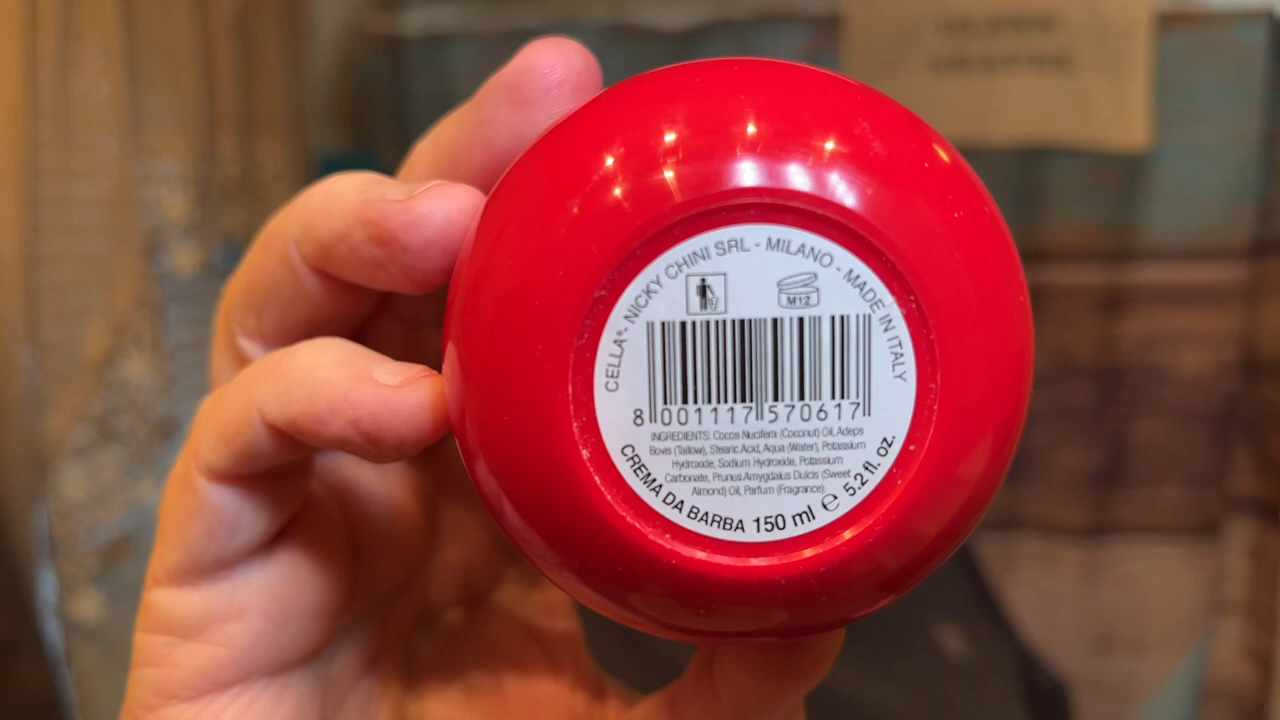 CELLA®- NICKY CHINI SRL - MILANO - MADE IN ITALY
M12
8 001117 570617
INGREDIENTS: Cocos Nucifera (Coconut) Oil, Adeps
Bovis (Tallow), Stearic Acid, Aqua (Water), Potassium
Hydroxide, Sodium Hydroxide, Potassium
Carbonate, Prunus Amygdalus Dulcis (Sweet
Almond) Oil, Parfum (Fragrance).
CREMA DA BARBA 150 ml ℮ 5.2 fl. oz.